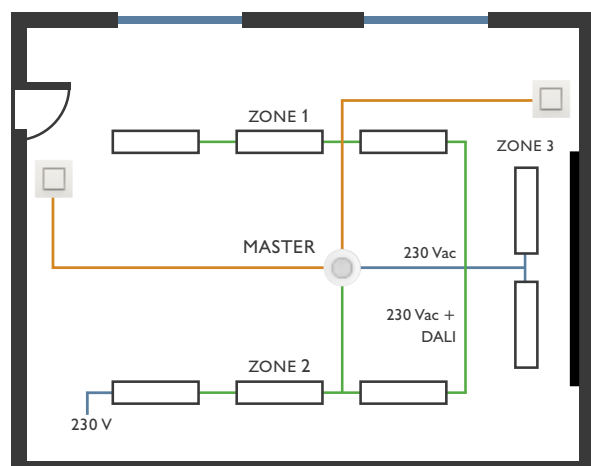 ZONE 1
ZONE 3
MASTER
230 Vac
230 Vac +
DALI
ZONE 2
230 V